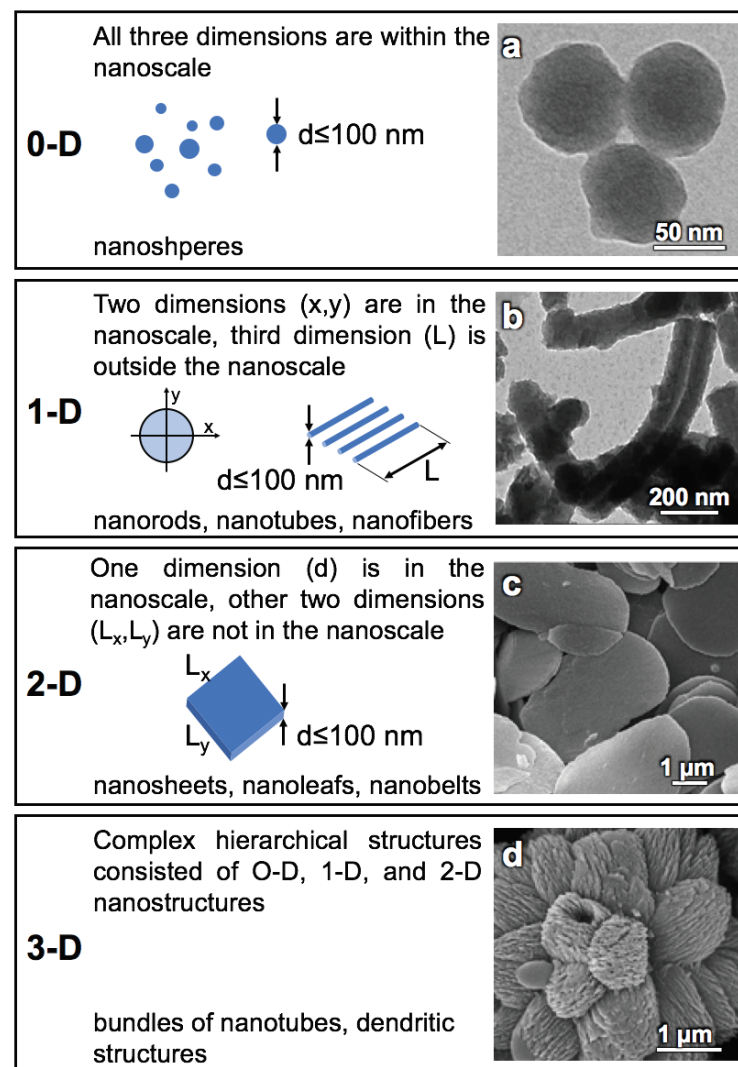 All three dimensions are within the
nanoscale
a
0-D
d≤100 nm
nanoshperes
50 nm
Two dimensions (x,y) are in the
nanoscale, third dimension (L) is
outside the nanoscale
b
1-D
y
x
d≤100 nm
L
nanorods, nanotubes, nanofibers
200 nm
One dimension (d) is in the
nanoscale, other two dimensions
(Lx,Ly) are not in the nanoscale
c
2-D
Lx
Ly
d≤100 nm
nanosheets, nanoleafs, nanobelts
1 µm
Complex hierarchical structures
consisted of O-D, 1-D, and 2-D
nanostructures
d
3-D
bundles of nanotubes, dendritic
structures
1 µm